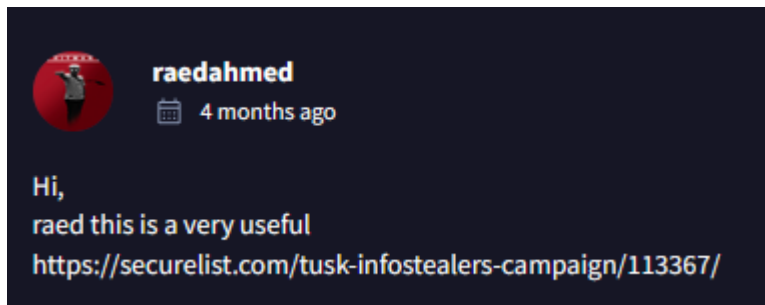 raedahmed
4 months ago
Hi,
raed this is a very useful
https://securelist.com/tusk-infostealers-campaign/113367/